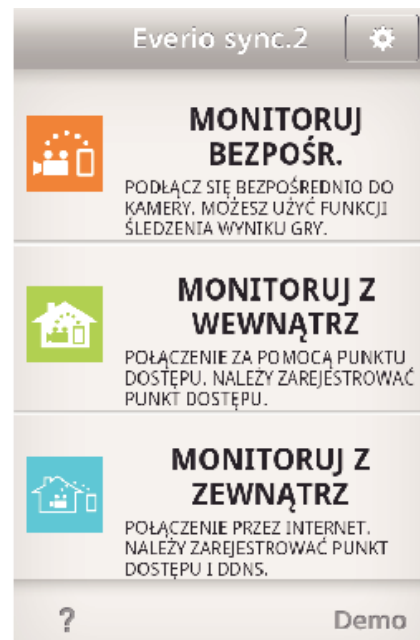 Everio sync.2
MONITORUJ
BEZPOŚR.
PODŁĄCZ SIĘ BEZPOŚREDNIO DO
KAMERY. MOŻESZ UŻYĆ FUNKCJI
ŚLEDZENIA WYNIKU GRY.
MONITORUJ Z
WEWNĄTRZ
POŁĄCZENIE ZA POMOCĄ PUNKTU
DOSTĘPU. NALEŻY ZAREJESTROWAĆ
PUNKT DOSTĘPU.
MONITORUJ Z
ZEWNĄTRZ
POŁĄCZENIE PRZEZ INTERNET.
NALEŻY ZAREJESTROWAĆ PUNKT
DOSTĘPU I DDNS.
? Demo